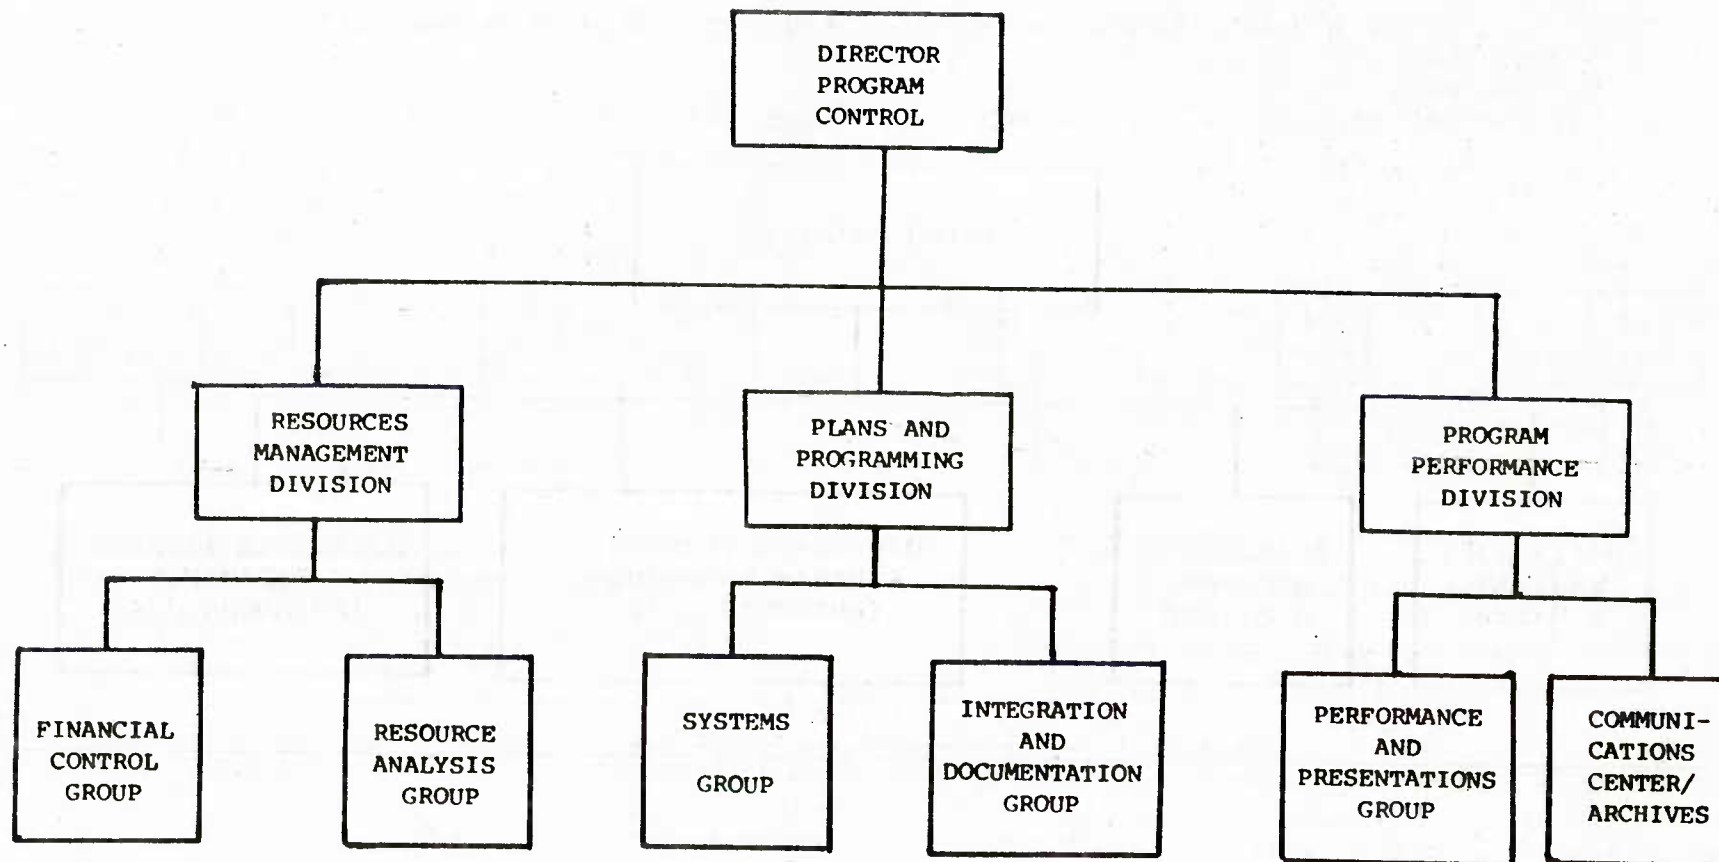 DIRECTOR
PROGRAM
CONTROL
RESOURCES
MANAGEMENT
DIVISION
PLANS AND
PROGRAMMING
DIVISION
PROGRAM
PERFORMANCE
DIVISION
FINANCIAL
CONTROL
GROUP
RESOURCE
ANALYSIS
GROUP
SYSTEMS
GROUP
INTEGRATION
AND
DOCUMENTATION
GROUP
PERFORMANCE
AND
PRESENTATIONS
GROUP
COMMUNI-
CATIONS
CENTER/
ARCHIVES